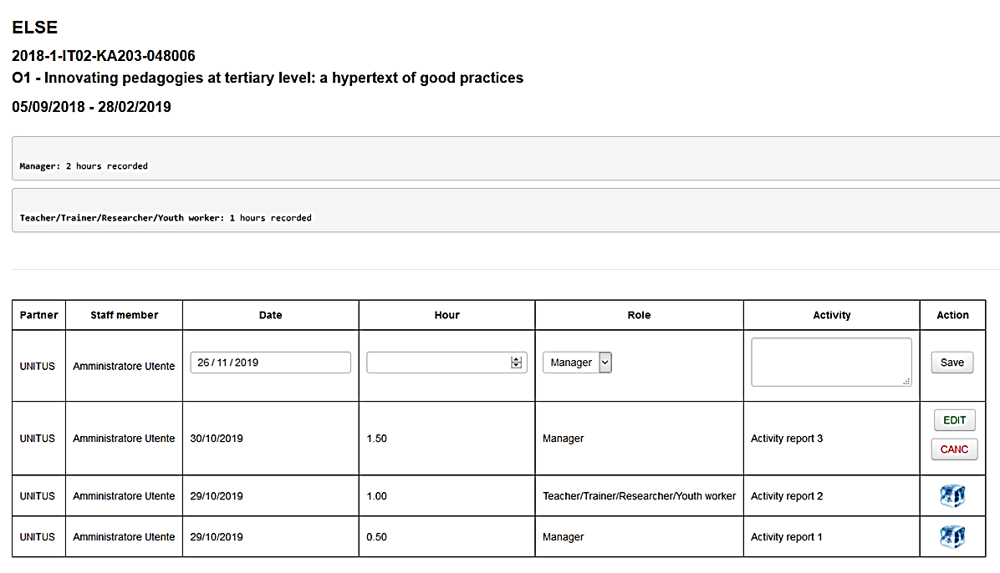 ELSE
2018-1-IT02-KA203-048006
O1 - Innovating pedagogies at tertiary level: a hypertext of good practices
05/09/2018 - 28/02/2019
Manager: 2 hours recorded
Teacher/Trainer/Researcher/Youth worker: 1 hours recorded
Partner Staff member Date Hour Role Activity Action
UNITUS Amministratore Utente 26 / 11 / 2019 Manager Save
UNITUS Amministratore Utente 30/10/2019 1.50 Manager Activity report 3 EDIT
CANC
UNITUS Amministratore Utente 29/10/2019 1.00 Teacher/Trainer/Researcher/Youth worker Activity report 2
UNITUS Amministratore Utente 29/10/2019 0.50 Manager Activity report 1